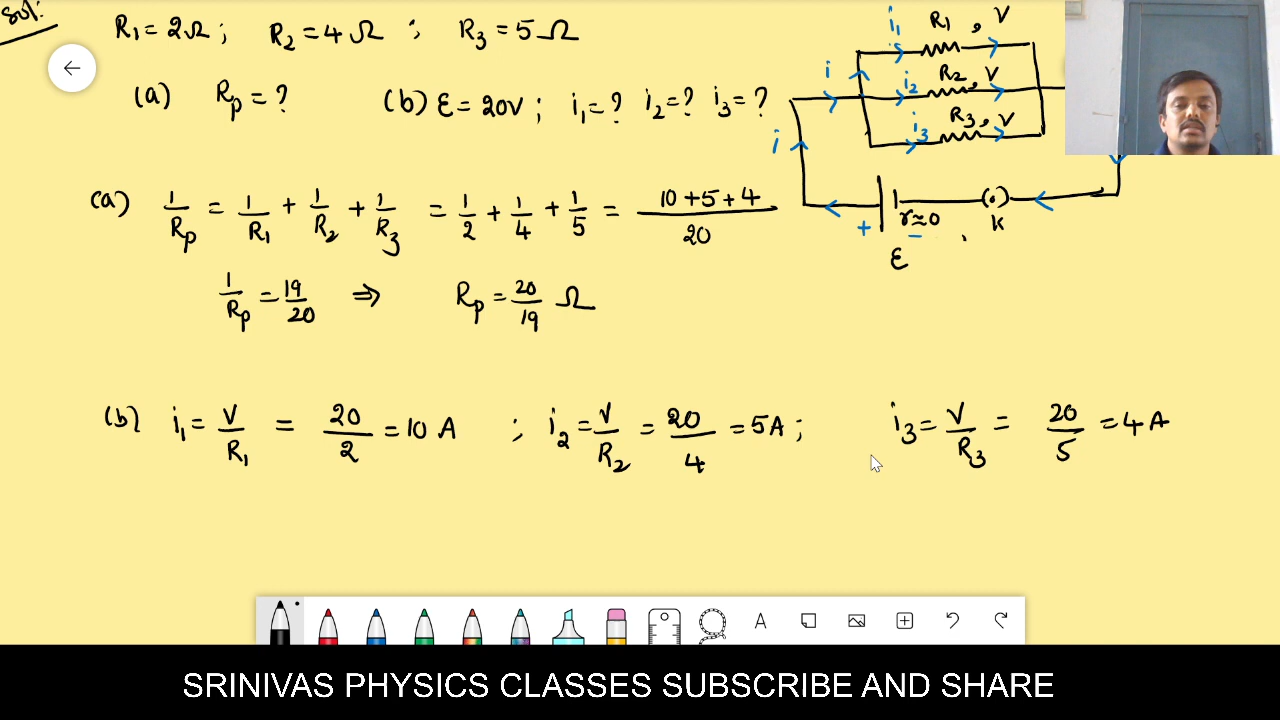 Sol:
R1 = 2Ω ; R2 = 4Ω ; R3 = 5Ω
(a) Rp = ? (b) ε = 20V ; i1 = ? i2 = ? i3 = ?
i1 R1 , V
i i2 R2 , V
i3 R3 , V
i
+ r≈0 − K
ε
(a) 1/Rp = 1/R1 + 1/R2 + 1/R3 = 1/2 + 1/4 + 1/5 = 10+5+4/20
1/Rp = 19/20 ⇒ Rp = 20/19 Ω
(b) i1 = V/R1 = 20/2 = 10 A ; i2 = V/R2 = 20/4 = 5A ; i3 = V/R3 = 20/5 = 4 A
A
SRINIVAS PHYSICS CLASSES SUBSCRIBE AND SHARE